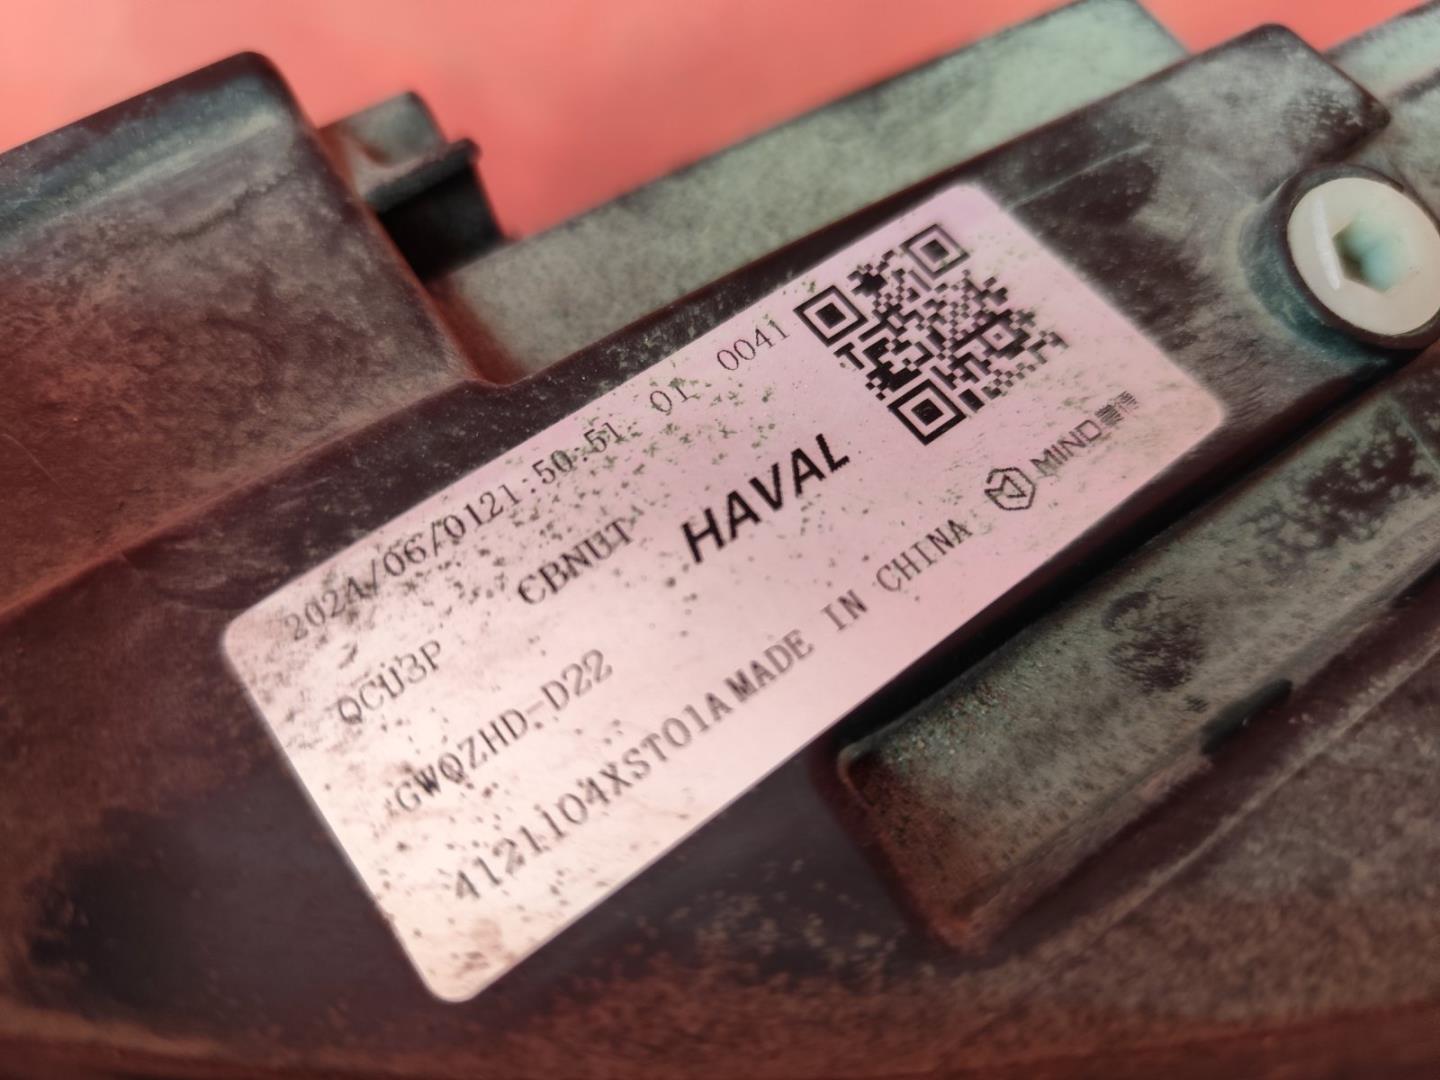 2024/06/0121:50:51 01 0041
QCU3P CBNUT HAVAL
GWQZHD-D22
4121104XST01A MADE IN CHINA MIND